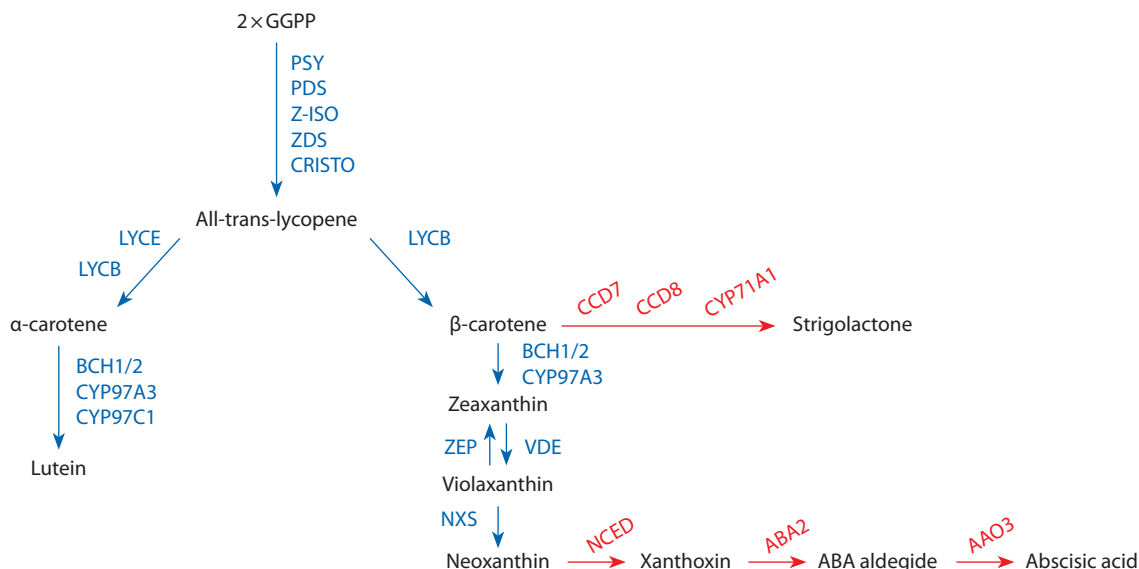 2×GGPP
PSY
PDS
Z-ISO
ZDS
CRISTO
All-trans-lycopene
LYCE
LYCB
LYCB
α-carotene
β-carotene
CCD7
CCD8
CYP71A1
Strigolactone
BCH1/2
CYP97A3
CYP97C1
BCH1/2
CYP97A3
Lutein
Zeaxanthin
ZEP
VDE
Violaxanthin
NXS
Neoxanthin
NCED
Xanthoxin
ABA2
ABA aldegide
AAO3
Abscisic acid